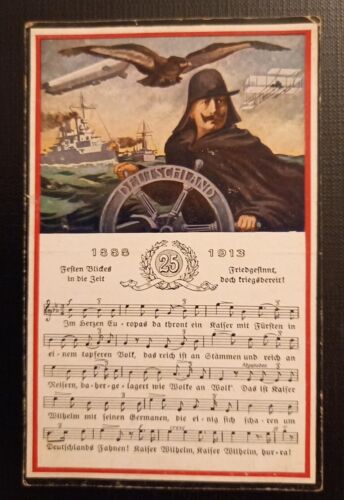 DEUTSCHLAND
1888 25 1913
Festen Blickes
in die Zeit
Friedgesinnt,
doch kriegsbereit!
Im Herzen Eu-ropas da thront ein Kaiser mit Fürsten in
ei-nem tapferen Volk, das reich ist an Stämmen und reich an
Abgesunden
Reisern, da-her-ge-lagert wie Wolke an Wolk'. Das ist Kaiser
Wilhelm mit seinen Germanen, die ei-nig sich scha-ren um
Deutschlands Fahnen! Kaiser Wilhelm, Kaiser Wilhelm, hur-ra!